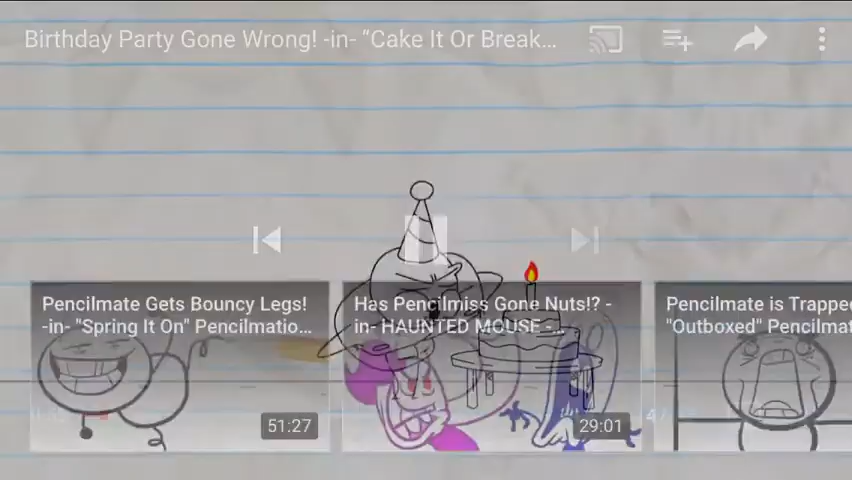 Birthday Party Gone Wrong! -in- “Cake It Or Break...
Pencilmate Gets Bouncy Legs!
-in- "Spring It On" Pencilmatio...
51:27
Has Pencilmiss Gone Nuts!? -
in- HAUNTED MOUSE -...
29:01
Pencilmate is Trapped
"Outboxed" Pencilmat